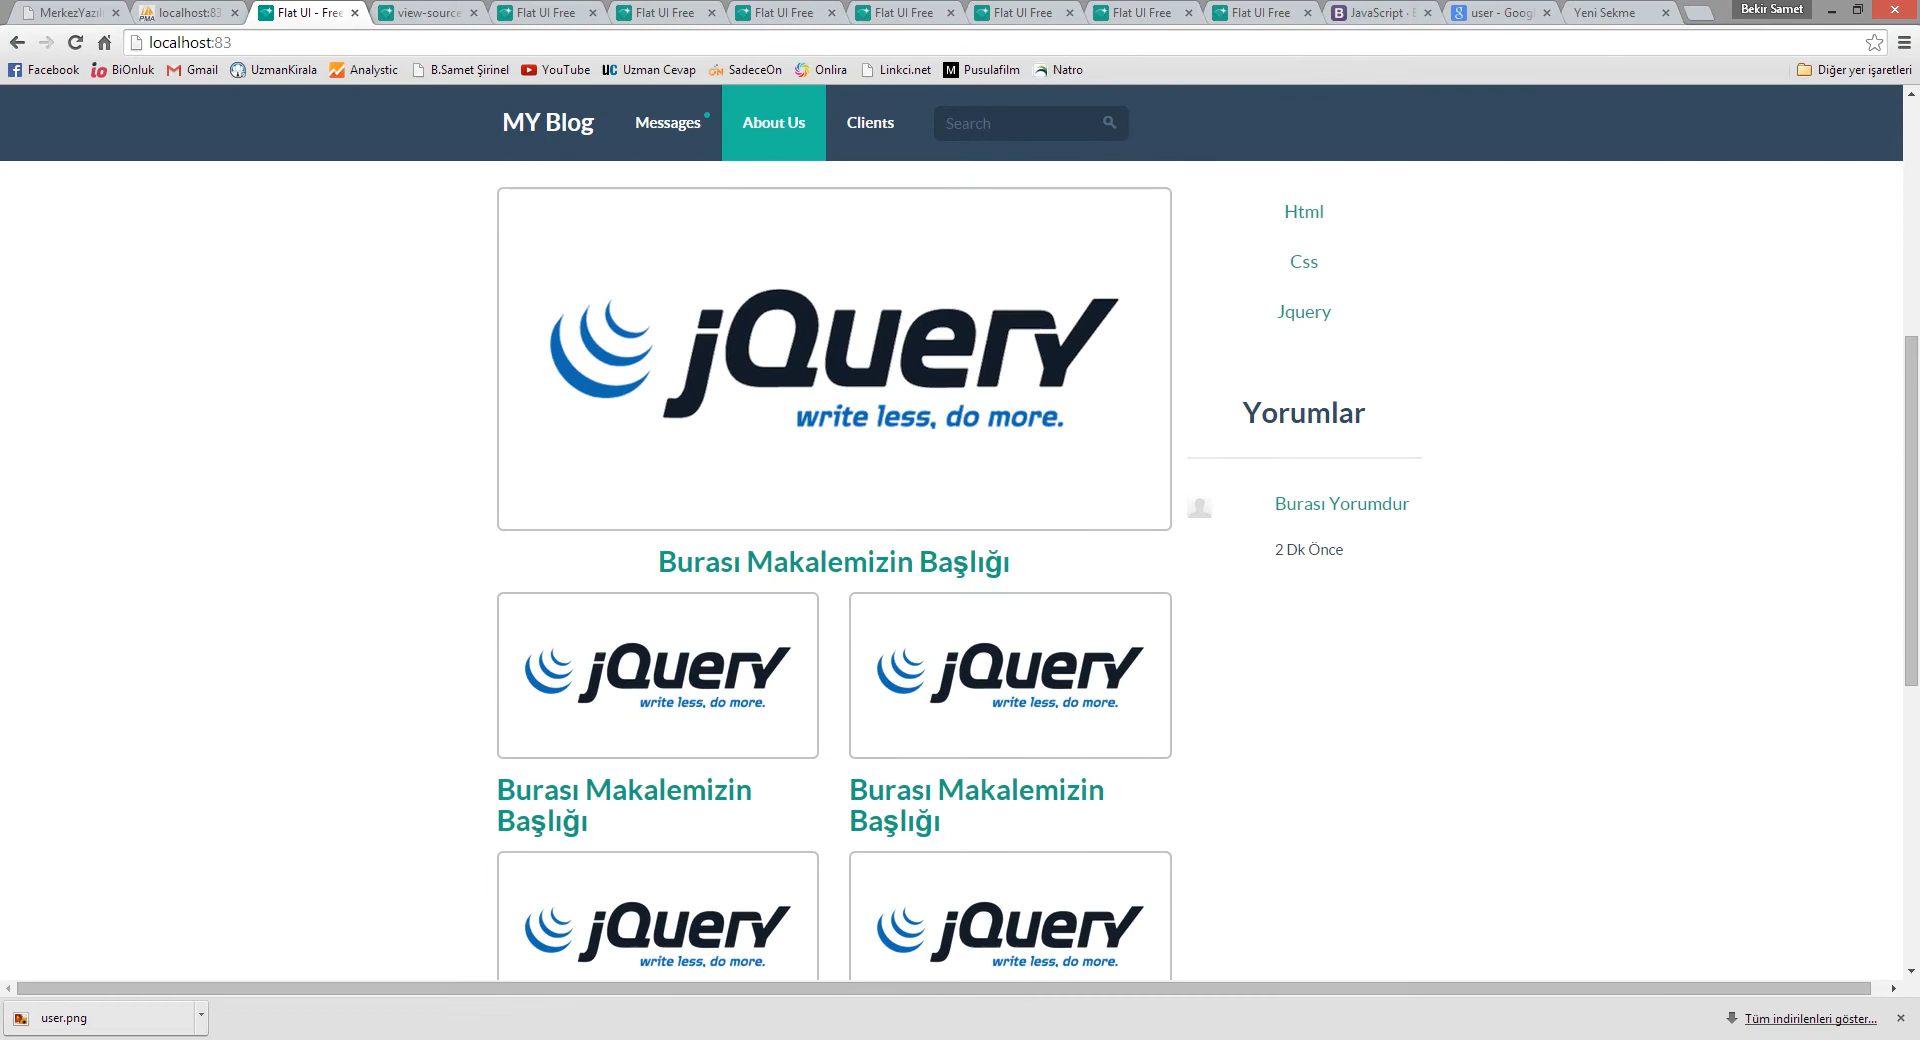 MerkezYazılı
localhost:83
Flat UI - Free
view-source
Flat UI Free
Flat UI Free
Flat UI Free
Flat UI Free
Flat UI Free
Flat UI Free
Flat UI Free
JavaScript ·
user - Goog
Yeni Sekme
Bekir Samet
localhost:83
Facebook
BiOnluk
Gmail
UzmanKirala
Analystic
B.Samet Şirinel
YouTube
UC Uzman Cevap
SadeceOn
Onlira
Linkci.net
M Pusulafilm
Natro
Diğer yer işaretleri
MY Blog
Messages
About Us
Clients
Search
jQuery
write less, do more.
Html
Css
Jquery
Yorumlar
Burası Yorumdur
2 Dk Önce
Burası Makalemizin Başlığı
jQuery
write less, do more.
jQuery
write less, do more.
Burası Makalemizin
Başlığı
Burası Makalemizin
Başlığı
jQuery
write less, do more.
jQuery
write less, do more.
user.png
Tüm indirilenleri göster...